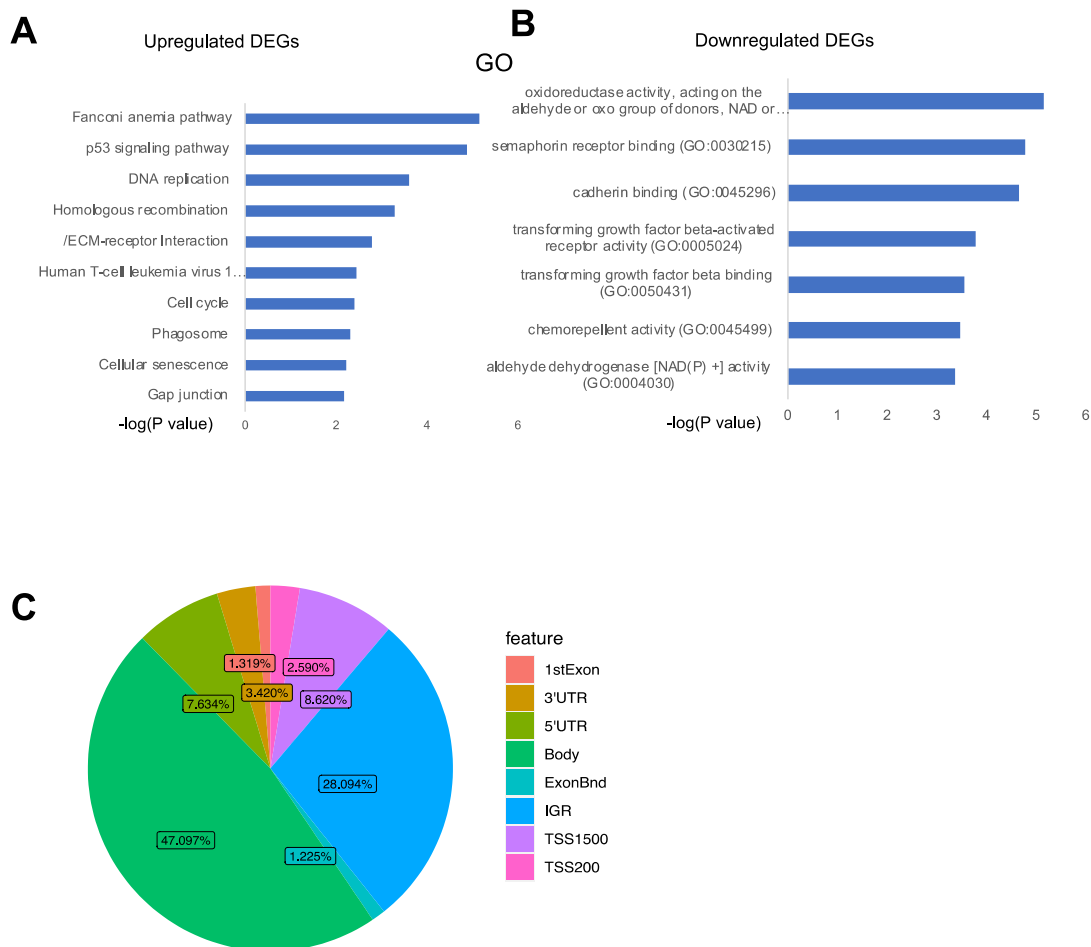 A
Upregulated DEGs
GO
Fanconi anemia pathway
p53 signaling pathway
DNA replication
Homologous recombination
/ECM-receptor Interaction
Human T-cell leukemia virus 1…
Cell cycle
Phagosome
Cellular senescence
Gap junction
-log(P value)
0 2 4 6
B
Downregulated DEGs
oxidoreductase activity, acting on the
aldehyde or oxo group of donors, NAD or…
semaphorin receptor binding (GO:0030215)
cadherin binding (GO:0045296)
transforming growth factor beta-activated
receptor activity (GO:0005024)
transforming growth factor beta binding
(GO:0050431)
chemorepellent activity (GO:0045499)
aldehyde dehydrogenase [NAD(P) +] activity
(GO:0004030)
-log(P value)
0 1 2 3 4 5 6
C
1.319%
2.590%
3.420%
8.620%
7.634%
28.094%
47.097%
1.225%
feature
1stExon
3'UTR
5'UTR
Body
ExonBnd
IGR
TSS1500
TSS200